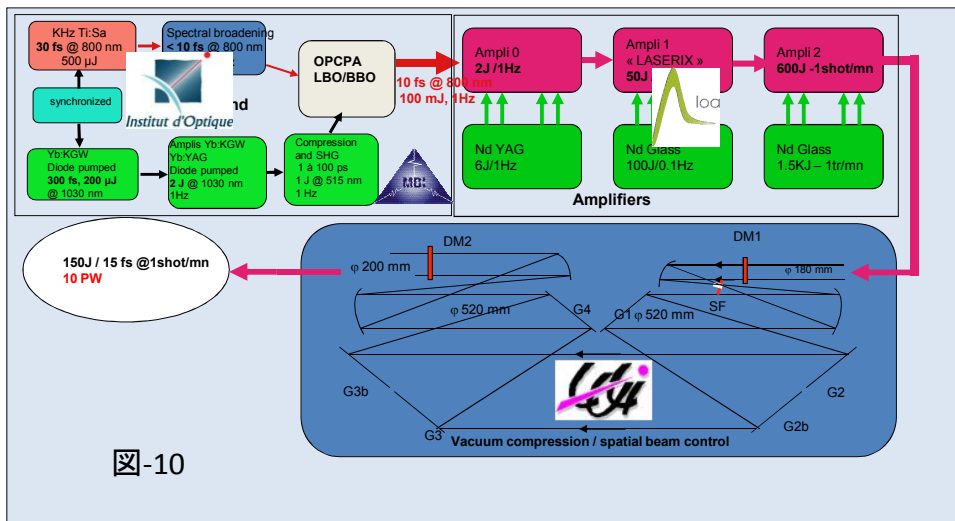 KHz Ti:Sa
30 fs @ 800 nm
500 µJ
Spectral broadening
< 10 fs @ 800 nm
OPCPA
LBO/BBO
synchronized
nd
Institut d'Optique
Yb:KGW
Diode pumped
300 fs, 200 µJ
@ 1030 nm
Amplis Yb:KGW
Yb:YAG
Diode pumped
2 J @ 1030 nm
1Hz
Compression
and SHG
1 à 100 ps
1 J @ 515 nm
1 Hz
MBI
10 fs @ 800 nm
100 mJ, 1Hz
Ampli 0
2J /1Hz
Ampli 1
« LASERIX »
50J
Ampli 2
600J -1shot/mn
loa
Nd YAG
6J/1Hz
Nd Glass
100J/0.1Hz
Nd Glass
1.5KJ – 1tr/mn
Amplifiers
150J / 15 fs @1shot/mn
10 PW
DM2
DM1
φ 200 mm
φ 180 mm
SF
φ 520 mm
G4
G1 φ 520 mm
G3b
G2
G3
G2b
Vacuum compression / spatial beam control
図-10